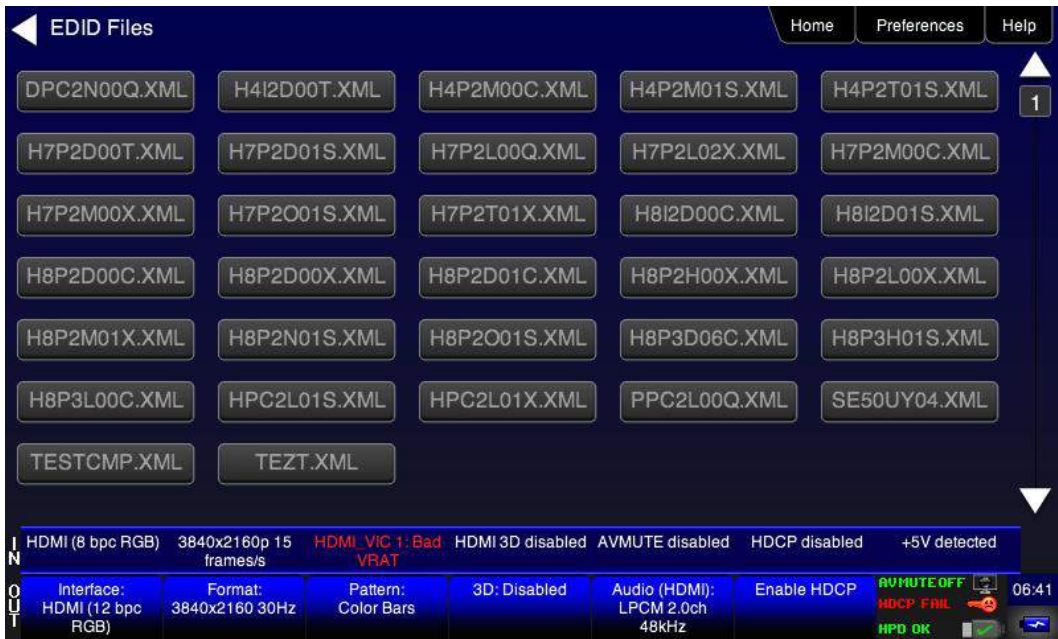 EDID Files
Home Preferences Help
DPC2N00Q.XML H4I2D00T.XML H4P2M00C.XML H4P2M01S.XML H4P2T01S.XML
1
H7P2D00T.XML H7P2D01S.XML H7P2L00Q.XML H7P2L02X.XML H7P2M00C.XML
H7P2M00X.XML H7P2O01S.XML H7P2T01X.XML H8I2D00C.XML H8I2D01S.XML
H8P2D00C.XML H8P2D00X.XML H8P2D01C.XML H8P2H00X.XML H8P2L00X.XML
H8P2M01X.XML H8P2N01S.XML H8P2O01S.XML H8P3D06C.XML H8P3H01S.XML
H8P3L00C.XML HPC2L01S.XML HPC2L01X.XML PPC2L00Q.XML SE50UY04.XML
TESTCMP.XML TEZT.XML
IN
HDMI (8 bpc RGB)
3840x2160p 15
frames/s
HDMI_VIC 1: Bad
VRAT
HDMI 3D disabled
AVMUTE disabled
HDCP disabled
+5V detected
OUT
Interface:
HDMI (12 bpc
RGB)
Format:
3840x2160 30Hz
Pattern:
Color Bars
3D: Disabled
Audio (HDMI):
LPCM 2.0ch
48kHz
Enable HDCP
AVMUTE OFF
HDCP FAIL
HPD OK
06:41